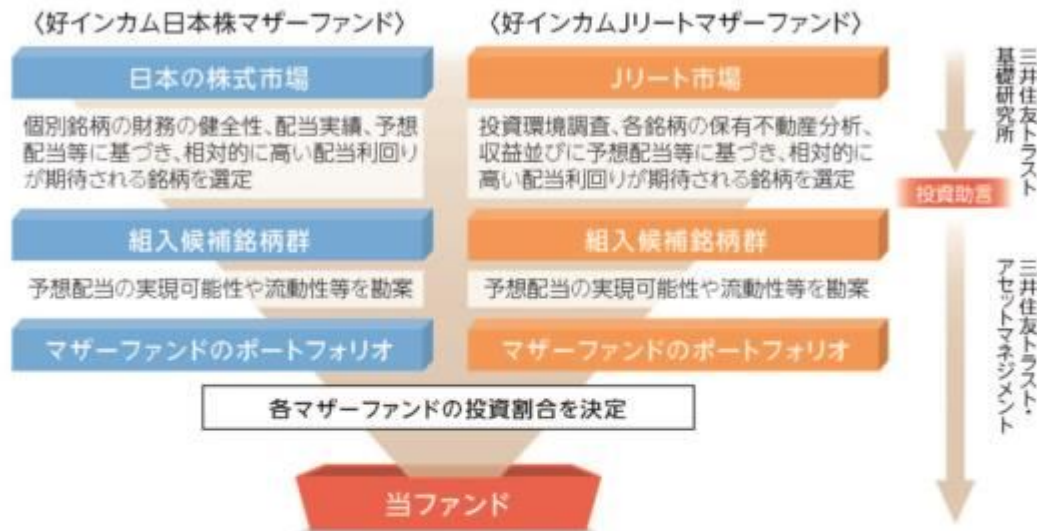 〈好インカム日本株マザーファンド〉
〈好インカムJリートマザーファンド〉
日本の株式市場
個別銘柄の財務の健全性、配当実績、予想
配当等に基づき、相対的に高い配当利回り
が期待される銘柄を選定
組入候補銘柄群
予想配当の実現可能性や流動性等を勘案
マザーファンドのポートフォリオ
Jリート市場
投資環境調査、各銘柄の保有不動産分析、
収益並びに予想配当等に基づき、相対的に
高い配当利回りが期待される銘柄を選定
組入候補銘柄群
予想配当の実現可能性や流動性等を勘案
マザーファンドのポートフォリオ
各マザーファンドの投資割合を決定
当ファンド
三井住友トラスト
基礎研究所
投資助言
三井住友トラスト・
アセットマネジメント